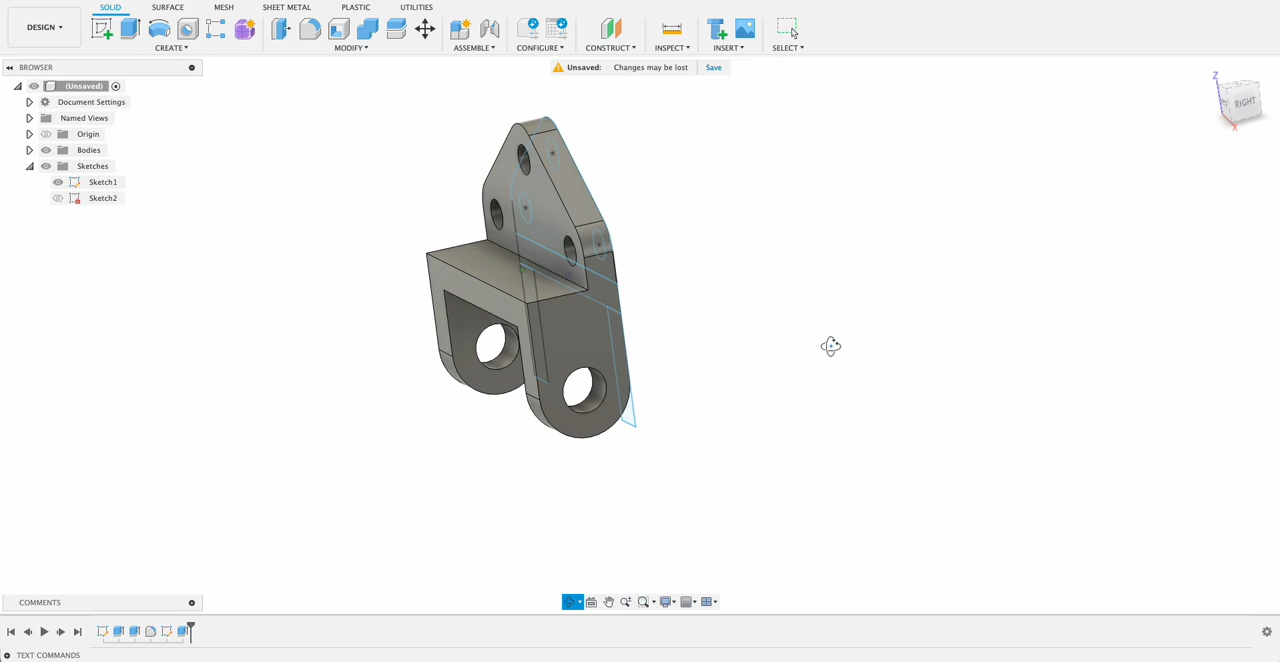 SOLID SURFACE MESH SHEET METAL PLASTIC UTILITIES
DESIGN
CREATE MODIFY ASSEMBLE CONFIGURE CONSTRUCT INSPECT INSERT SELECT
BROWSER
Unsaved: Changes may be lost Save
(Unsaved)
Document Settings
Named Views
Origin
Bodies
Sketches
Sketch1
Sketch2
Z
RIGHT
X
COMMENTS
TEXT COMMANDS